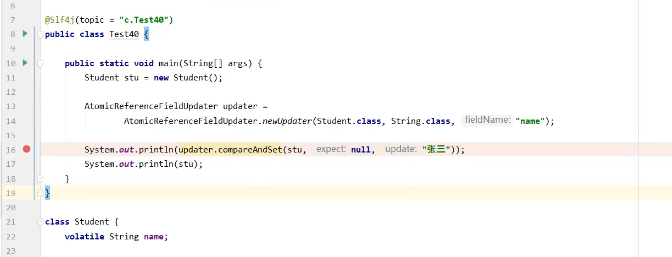 6
7 @Slf4j(topic = "c.Test40")
8 public class Test40 {
9
10 public static void main(String[] args) {
11 Student stu = new Student();
12
13 AtomicReferenceFieldUpdater updater =
14 AtomicReferenceFieldUpdater.newUpdater(Student.class, String.class, fieldName: "name");
15
16 System.out.println(updater.compareAndSet(stu, expect: null, update: "张三"));
17 System.out.println(stu);
18 }
19 }
20
21 class Student {
22 volatile String name;
23